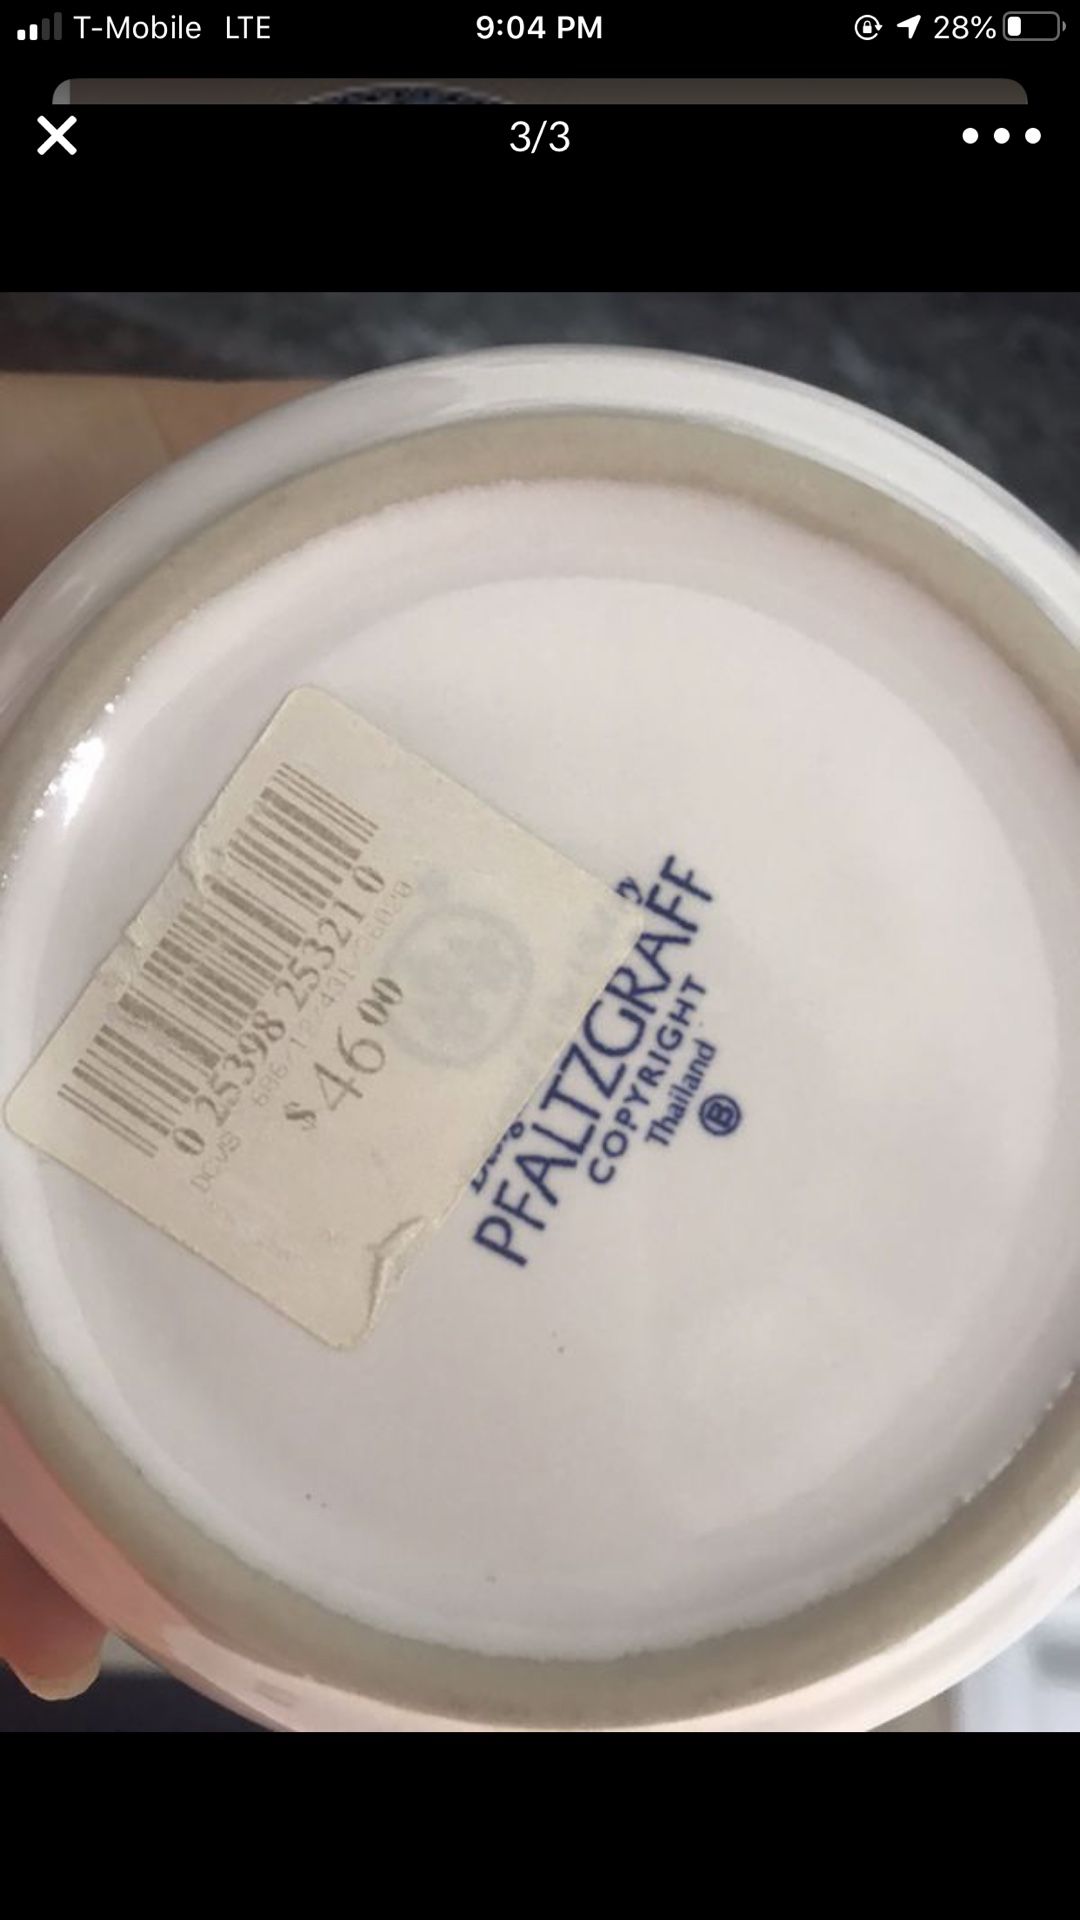 T-Mobile LTE 9:04 PM 28%
3/3
0 25398 25321 0
$ 46 00
PFALTZGRAFF
COPYRIGHT
Thailand
B